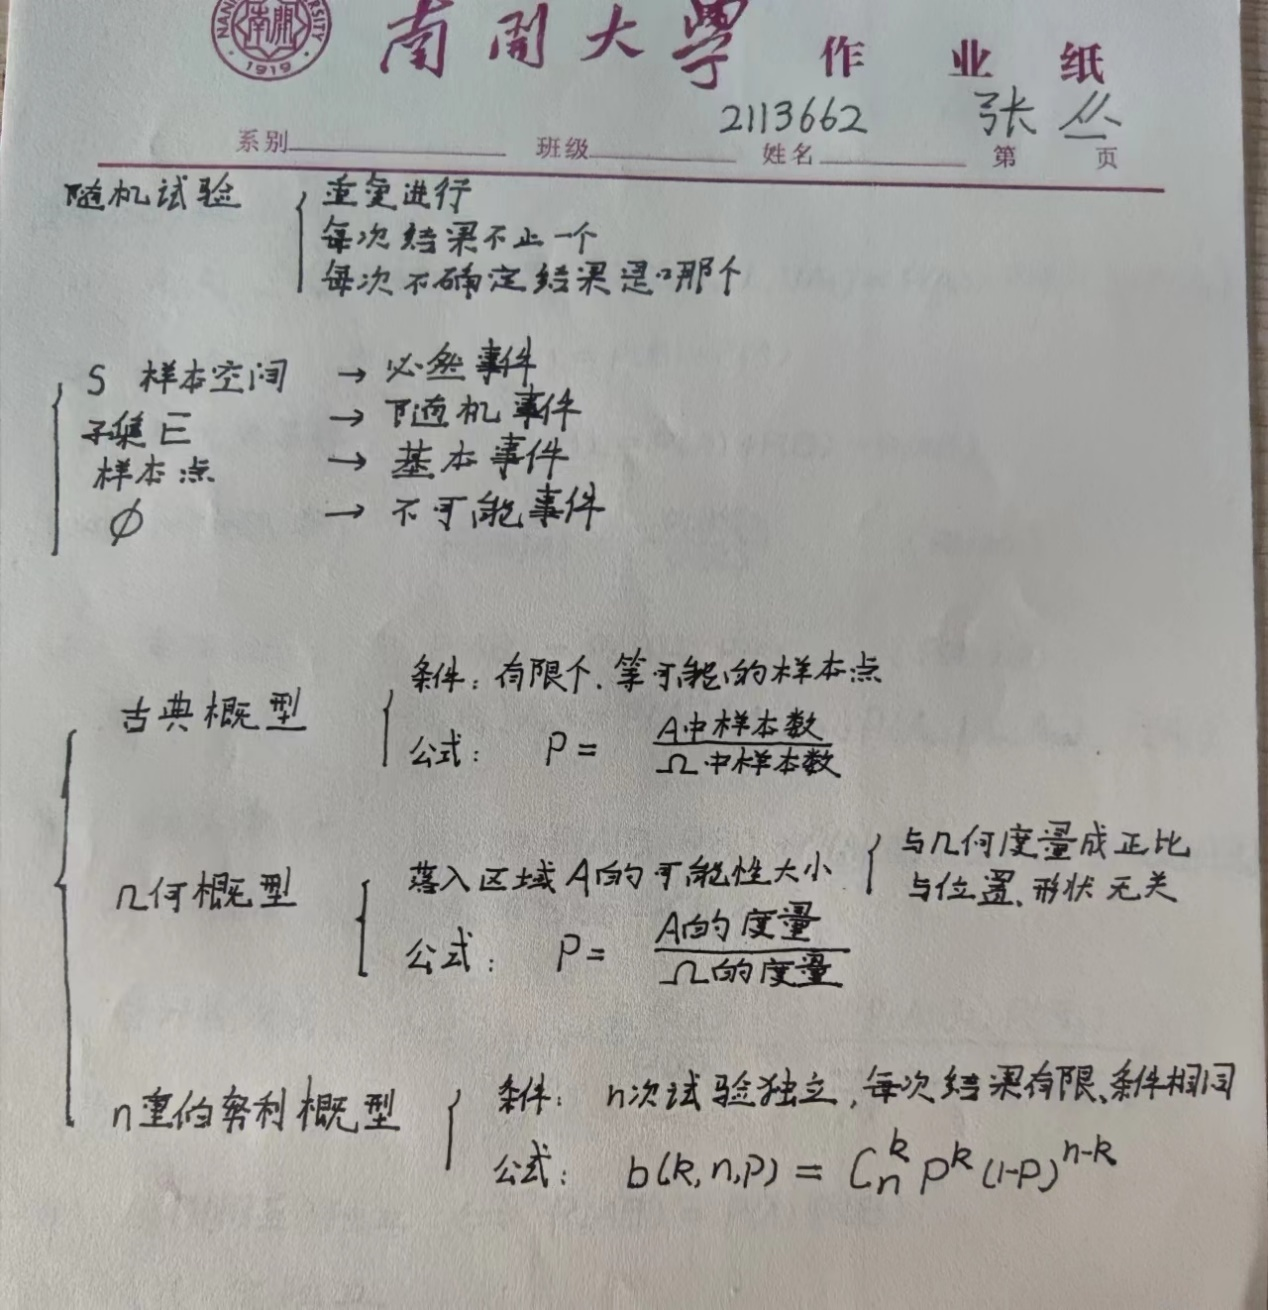 NANKAI UNIVERSITY
南開
· 1919 ·
南開大學 作业纸
2113662 张丛
系别 班级 姓名 第 页
随机试验 { 重复进行
每次结果不止一个
每次不确定结果是哪个
S 样本空间 → 必然事件
子集E → 随机事件
样本点 → 基本事件
∅ → 不可能事件
古典概型
条件：有限个、等可能的样本点
公式： P = A中样本数 / Ω中样本数
几何概型
落入区域A的可能性大小 { 与几何度量成正比
与位置、形状无关
公式： P = A的度量 / Ω的度量
n重伯努利概型
条件： n次试验独立，每次结果有限、条件相同
公式： b(k,n,p) = C_n^k p^k (1-p)^{n-k}